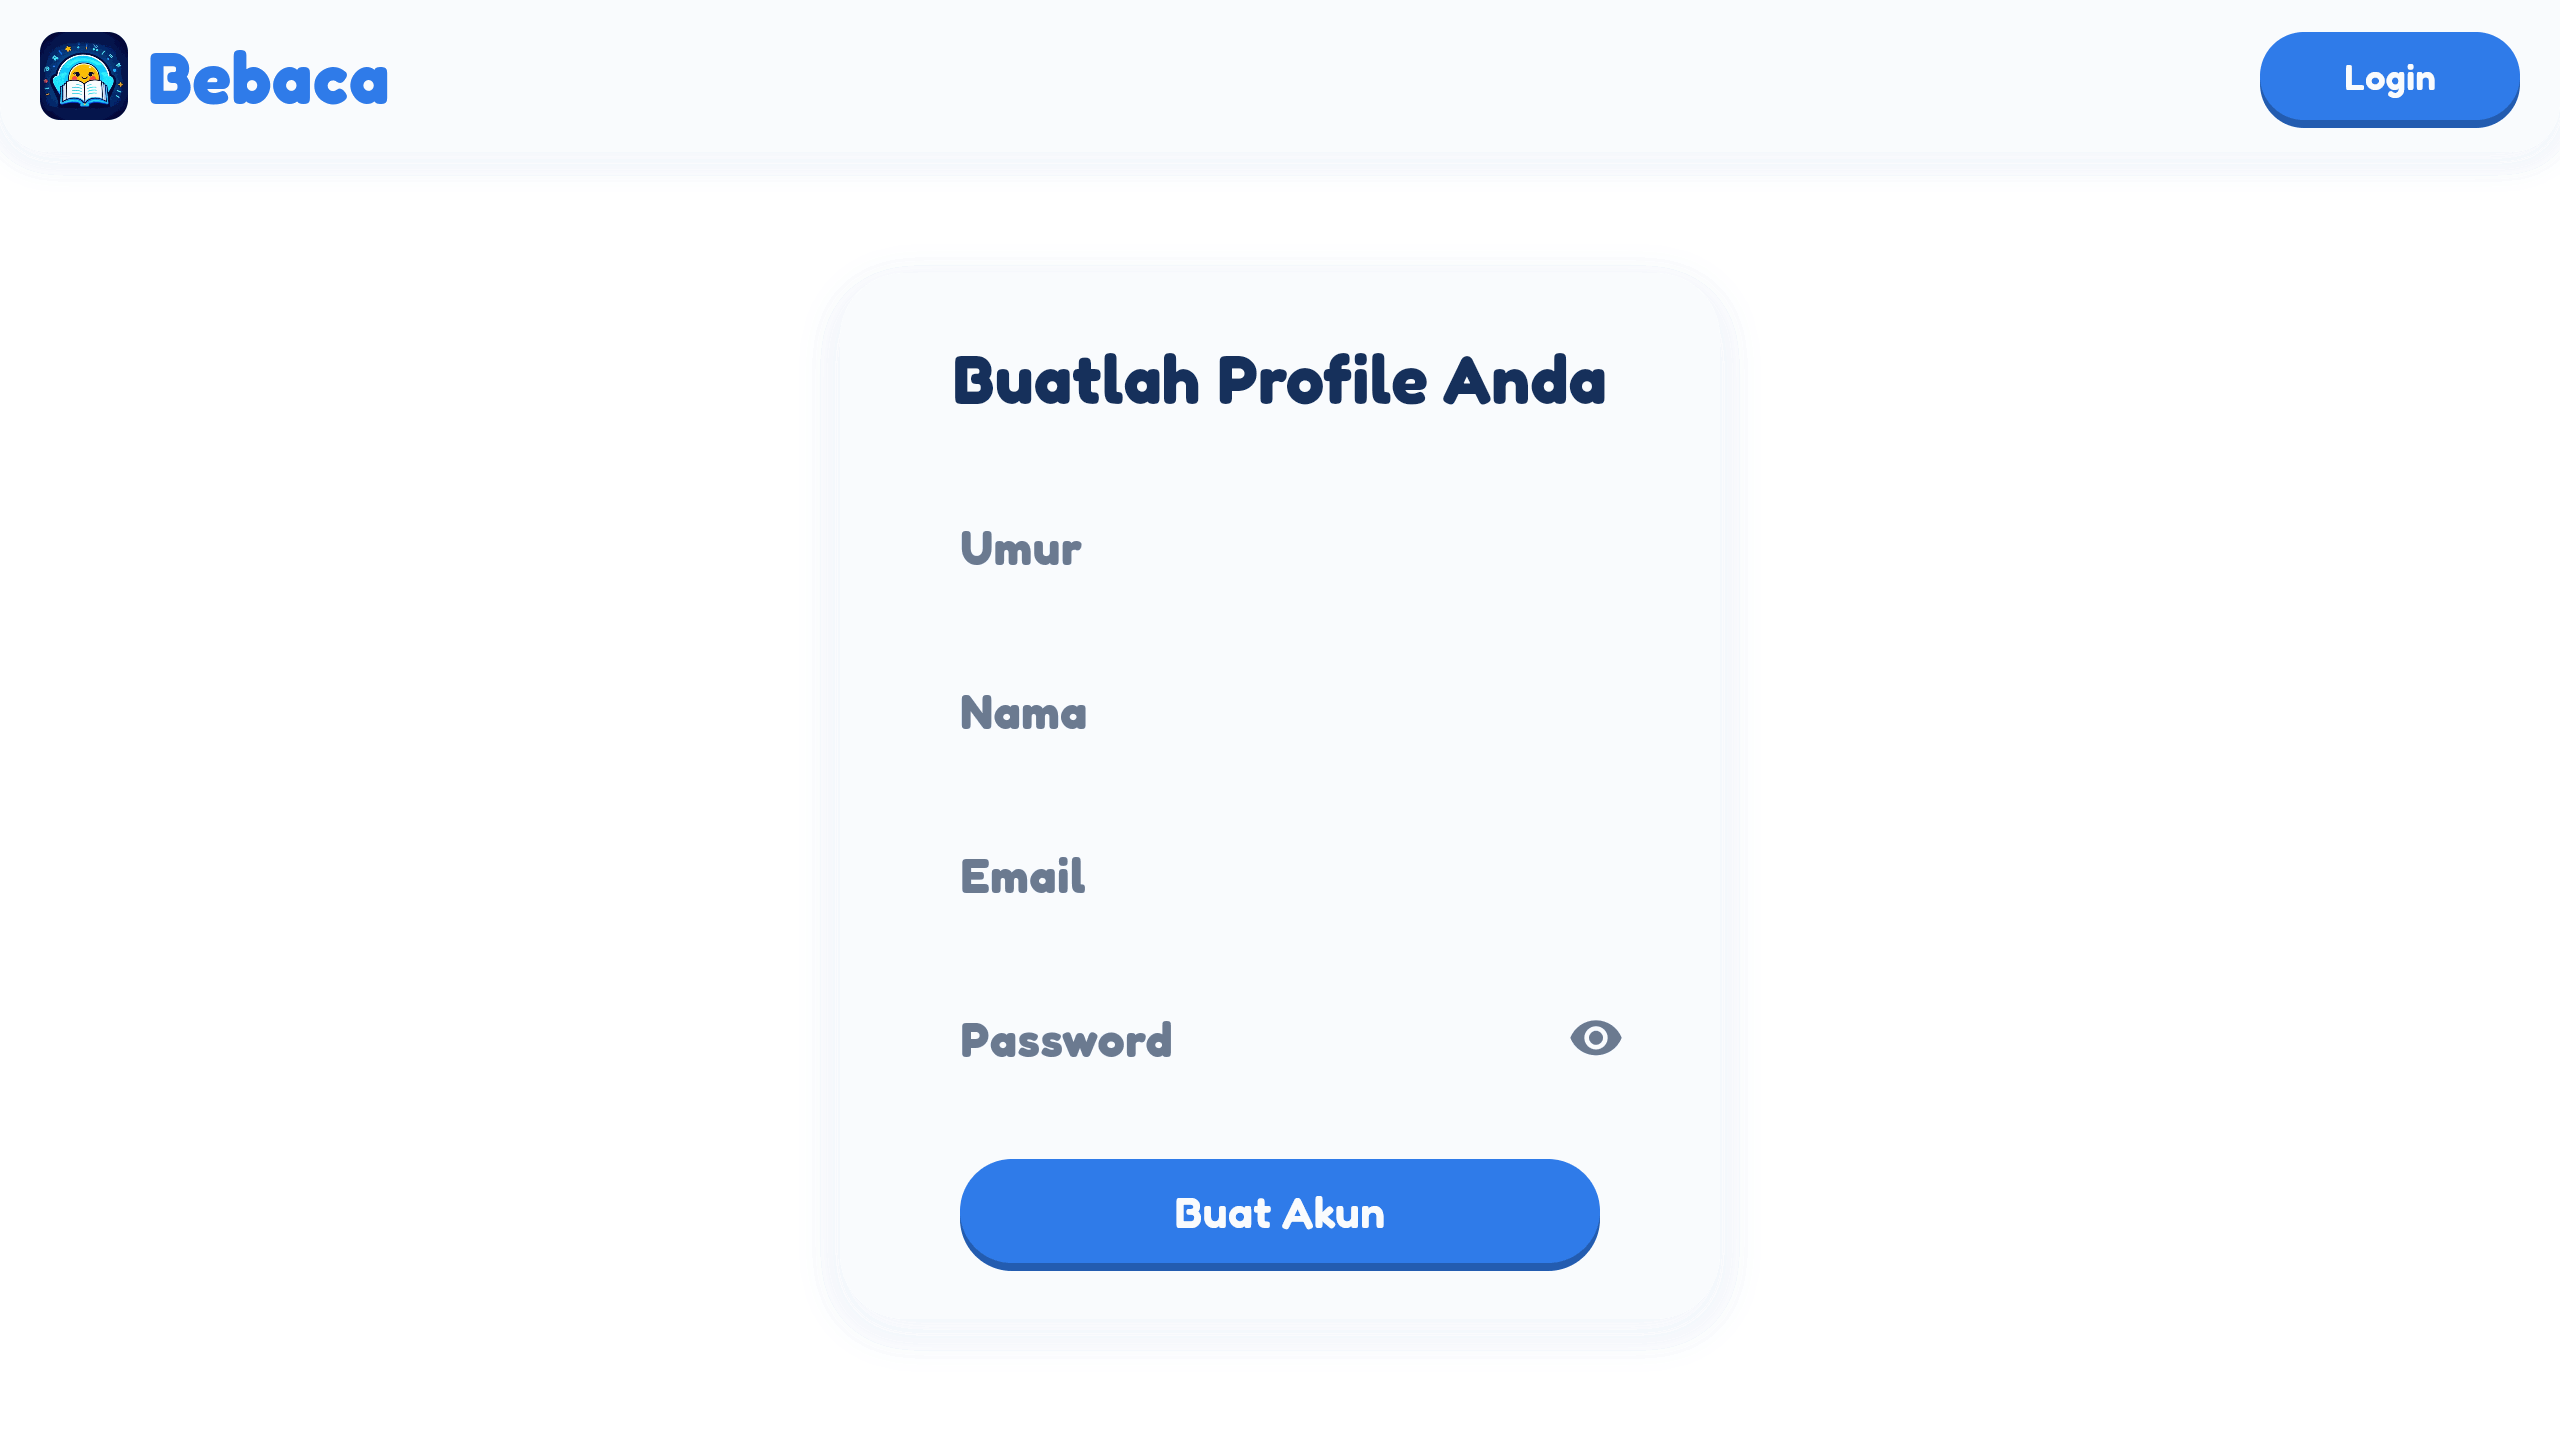 Bebaca
Login
Buatlah Profile Anda
Umur
Nama
Email
Password
Buat Akun